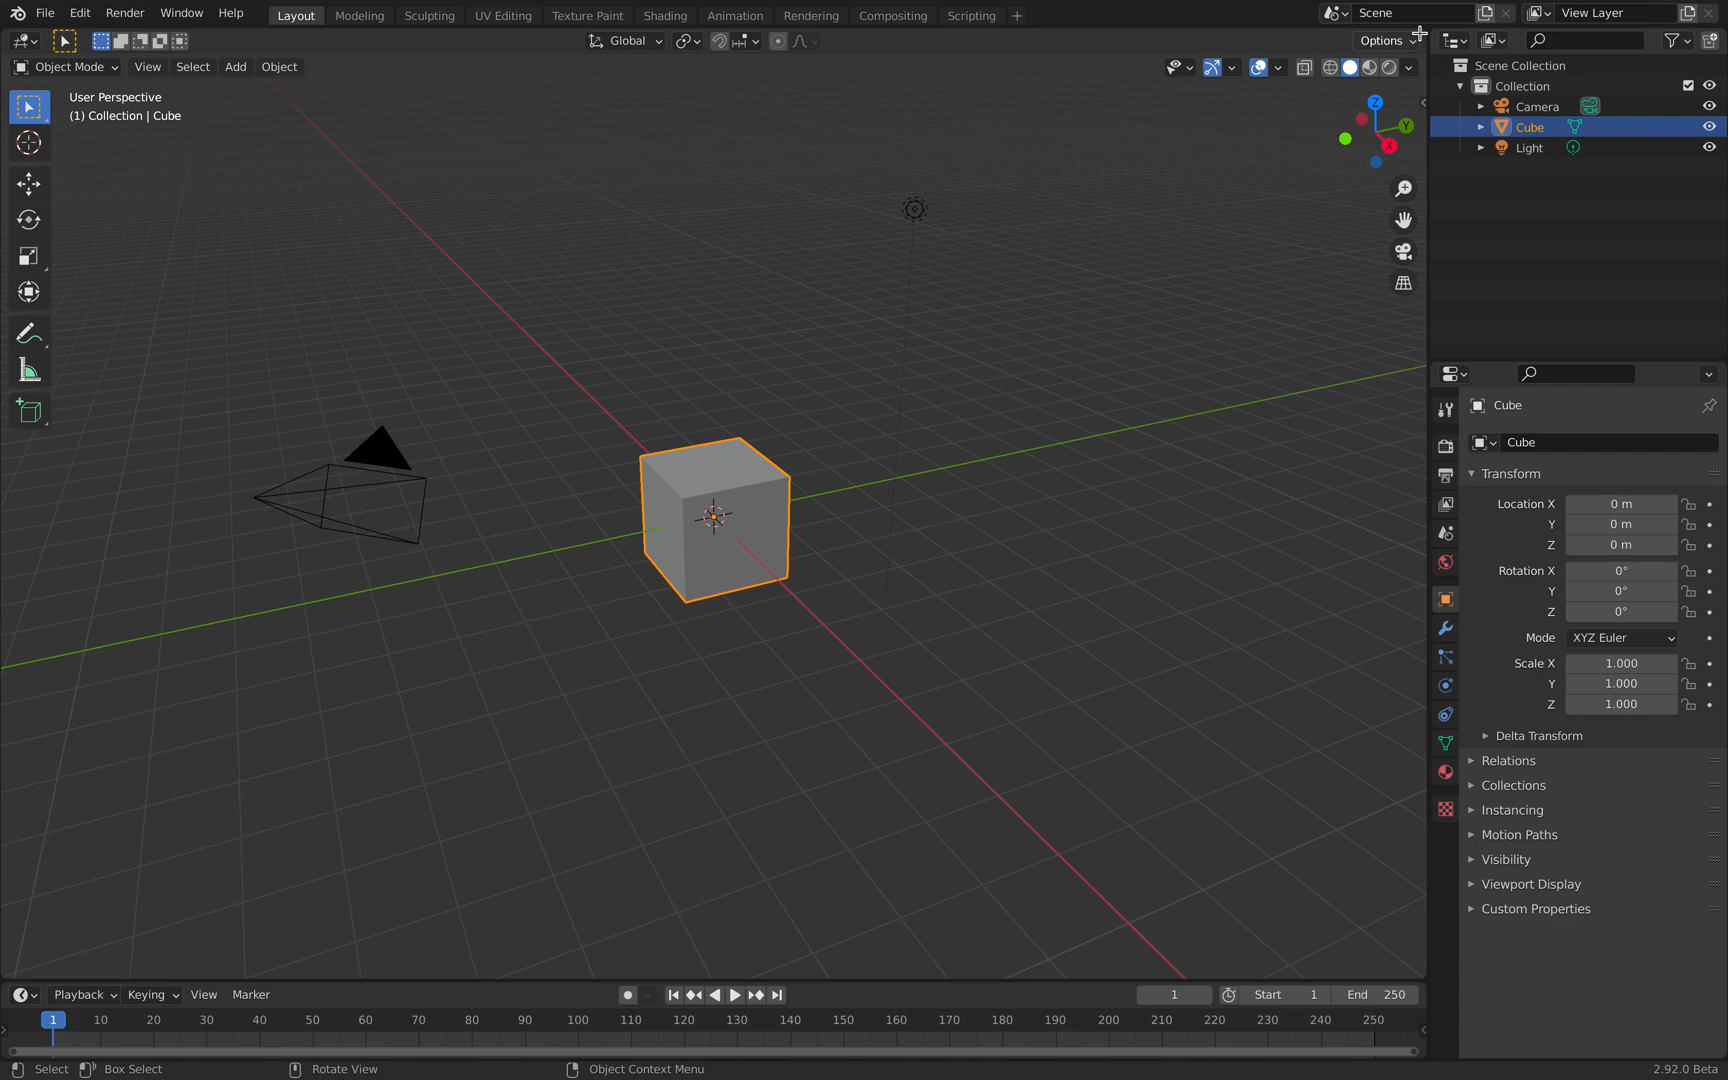 File Edit Render Window Help Layout Modeling Sculpting UV Editing Texture Paint Shading Animation Rendering Compositing Scripting + Scene View Layer
Global Options
Object Mode View Select Add Object
User Perspective
(1) Collection | Cube
Z
Y
X
Scene Collection
Collection
Camera
Cube
Light
Cube
Cube
Transform
Location X 0 m
Y 0 m
Z 0 m
Rotation X 0°
Y 0°
Z 0°
Mode XYZ Euler
Scale X 1.000
Y 1.000
Z 1.000
Delta Transform
Relations
Collections
Instancing
Motion Paths
Visibility
Viewport Display
Custom Properties
Playback Keying View Marker 1 Start 1 End 250
1 10 20 30 40 50 60 70 80 90 100 110 120 130 140 150 160 170 180 190 200 210 220 230 240 250
Select Box Select Rotate View Object Context Menu 2.92.0 Beta